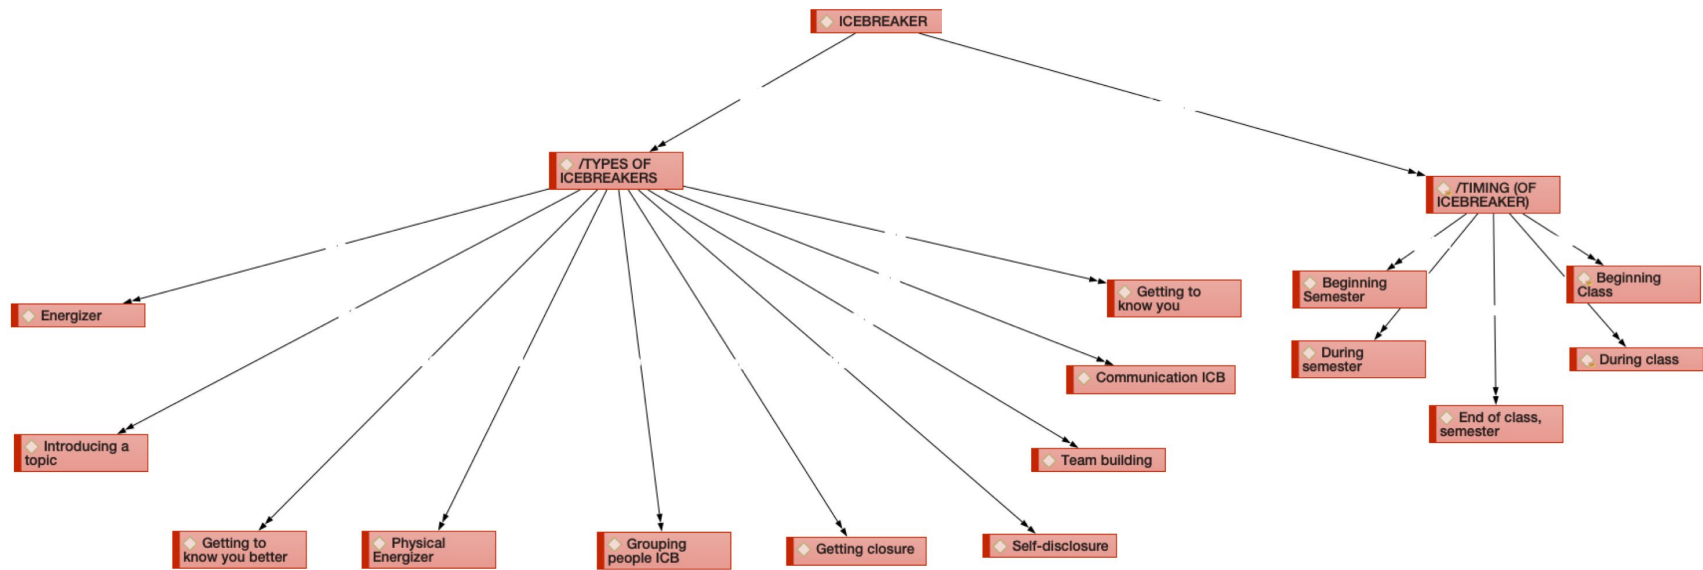 ICEBREAKER
/TYPES OF
ICEBREAKERS
/TIMING (OF
ICEBREAKER)
Energizer
Introducing a
topic
Getting to
know you better
Physical
Energizer
Grouping
people ICB
Getting closure
Self-disclosure
Team building
Communication ICB
Getting to
know you
Beginning
Semester
During
semester
End of class,
semester
Beginning
Class
During class